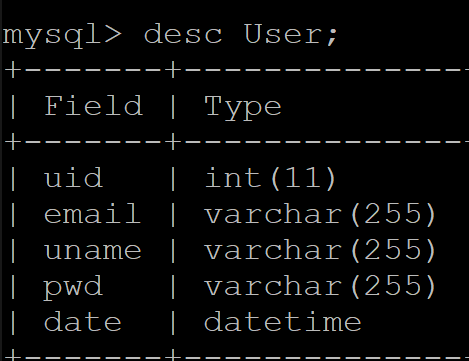 mysql> desc User;
+-------+--------------
| Field | Type
+-------+--------------
| uid   | int(11)
| email | varchar(255)
| uname | varchar(255)
| pwd   | varchar(255)
| date  | datetime
+-------+--------------